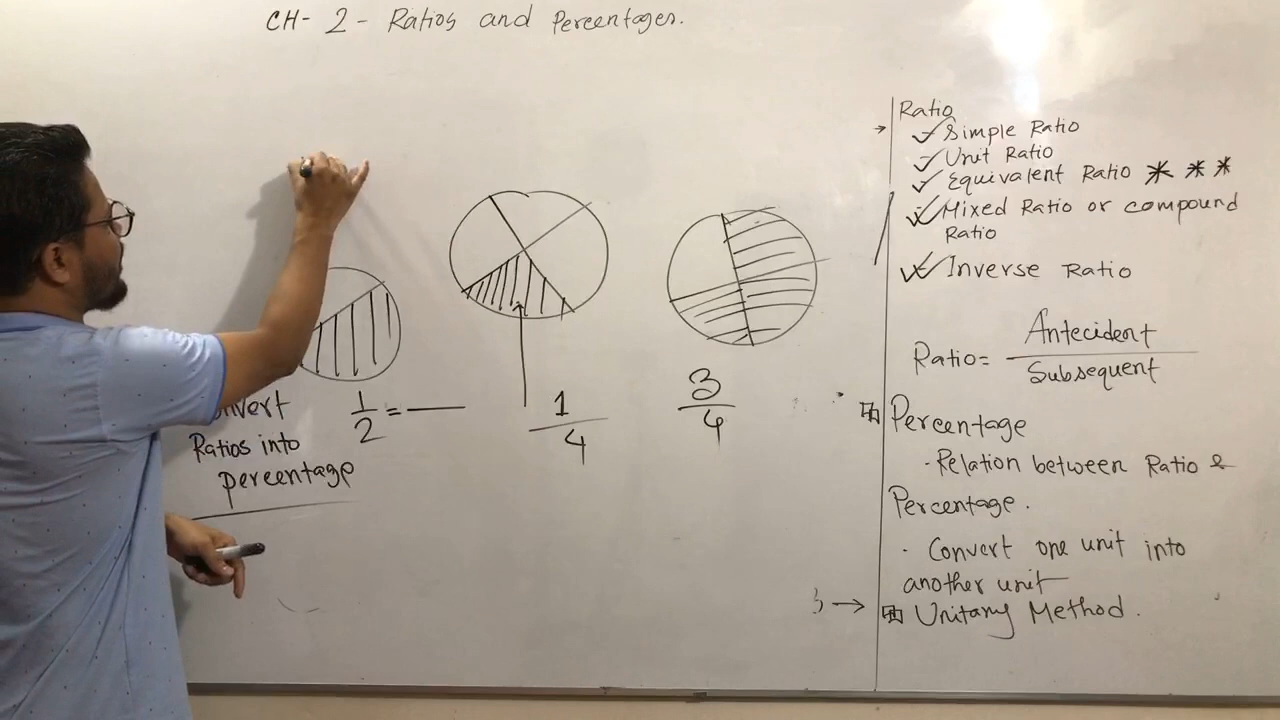 CH- 2 - Ratios and Percentages.
Ratio
Simple Ratio
Unit Ratio
Equivalent Ratio ***
Mixed Ratio or compound
Ratio
Inverse Ratio
Ratio = Antecident / Subsequent
Percentage
· Relation between Ratio &
Percentage.
· Convert one unit into
another unit
Unitary Method.
1/2 =
1/4
3/4
Ratios into
percentage